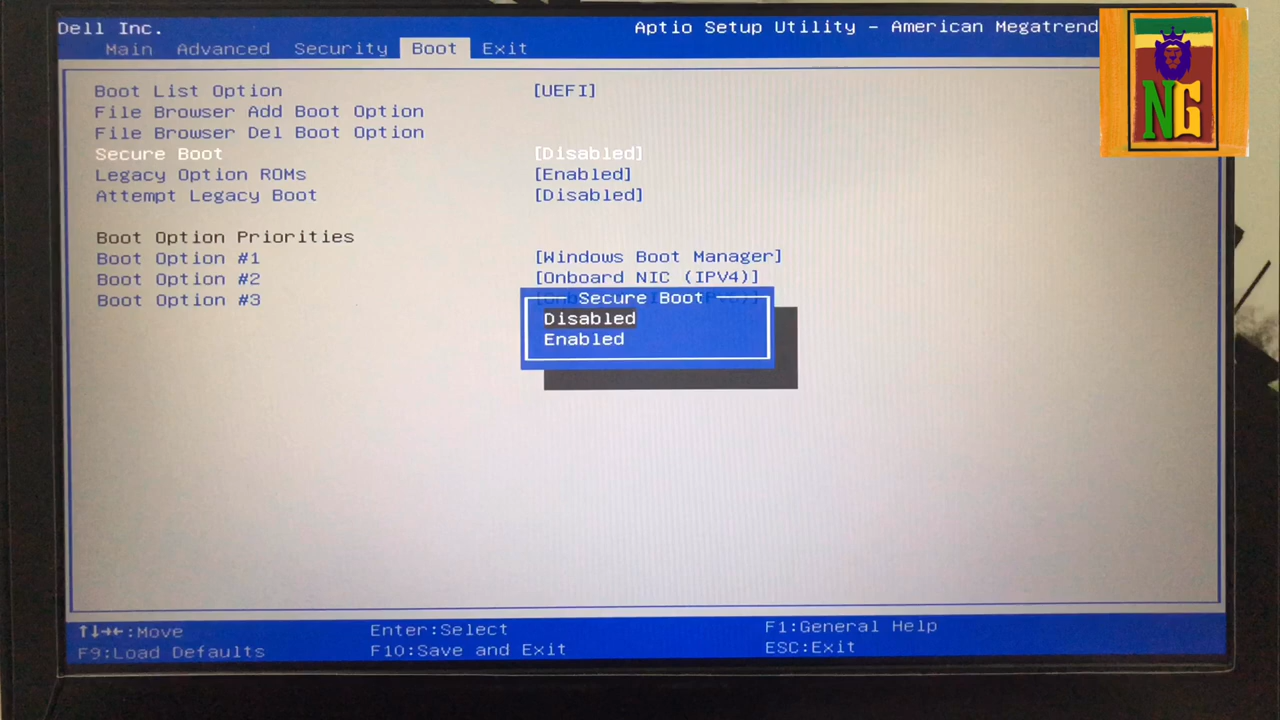 Dell Inc.
Aptio Setup Utility - American Megatrend
Main Advanced Security Boot Exit
Boot List Option [UEFI]
File Browser Add Boot Option
File Browser Del Boot Option
Secure Boot [Disabled]
Legacy Option ROMs [Enabled]
Attempt Legacy Boot [Disabled]
Boot Option Priorities
Boot Option #1 [Windows Boot Manager]
Boot Option #2 [Onboard NIC (IPV4)]
Boot Option #3
Secure Boot
Disabled
Enabled
↑↓→←:Move Enter:Select F1:General Help
F9:Load Defaults F10:Save and Exit ESC:Exit
NG